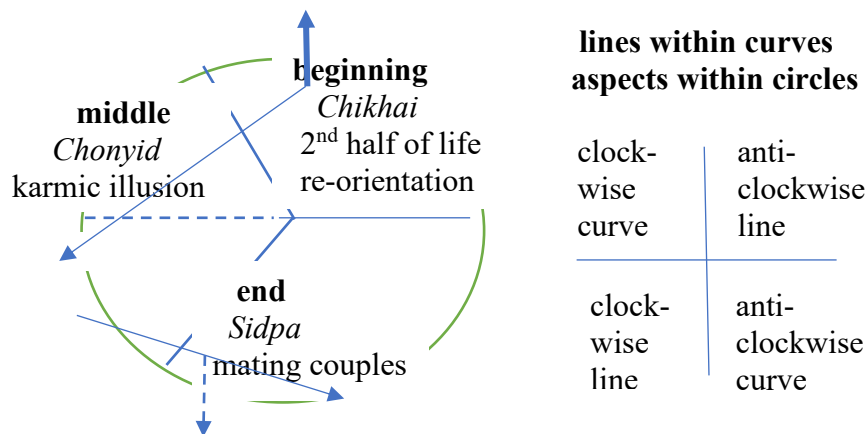 beginning
Chikhai
2nd half of life
re-orientation
middle
Chonyid
karmic illusion
end
Sidpa
mating couples
lines within curves
aspects within circles
clock-
wise
curve
anti-
clockwise
line
clock-
wise
line
anti-
clockwise
curve